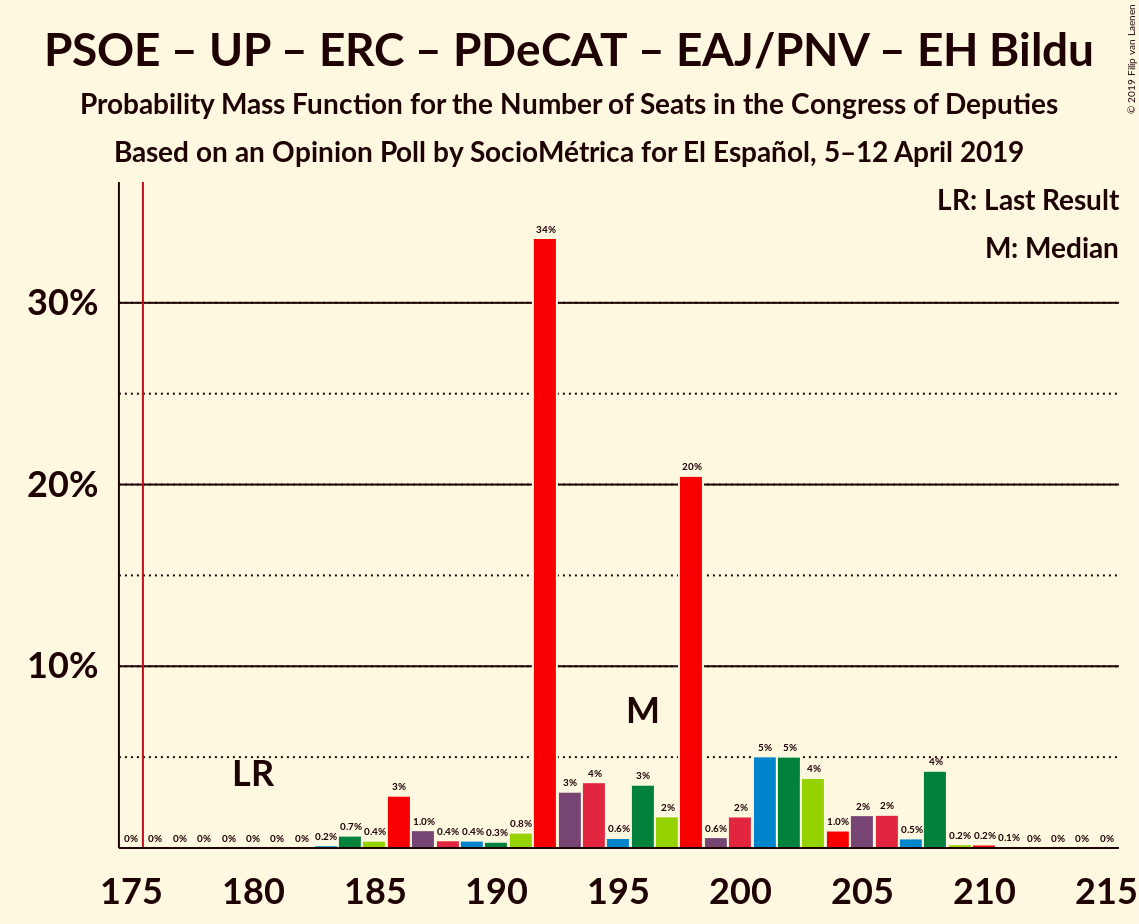 PSOE – UP – ERC – PDeCAT – EAJ/PNV – EH Bildu
Probability Mass Function for the Number of Seats in the Congress of Deputies
Based on an Opinion Poll by SocioMétrica for El Español, 5–12 April 2019
© 2019 Filip van Laenen
LR: Last Result
M: Median
34%
30%
20%
20%
10%
M
LR
5% 5%
4% 4%
3% 3% 4% 0.6% 3% 2% 0.6% 2% 1.0% 2% 2% 0.5%
0% 0% 0% 0% 0% 0% 0% 0% 0.2% 0.7% 0.4% 1.0% 0.4% 0.4% 0.3% 0.8% 0.2% 0.2% 0.1% 0% 0% 0% 0%
175 180 185 190 195 200 205 210 215